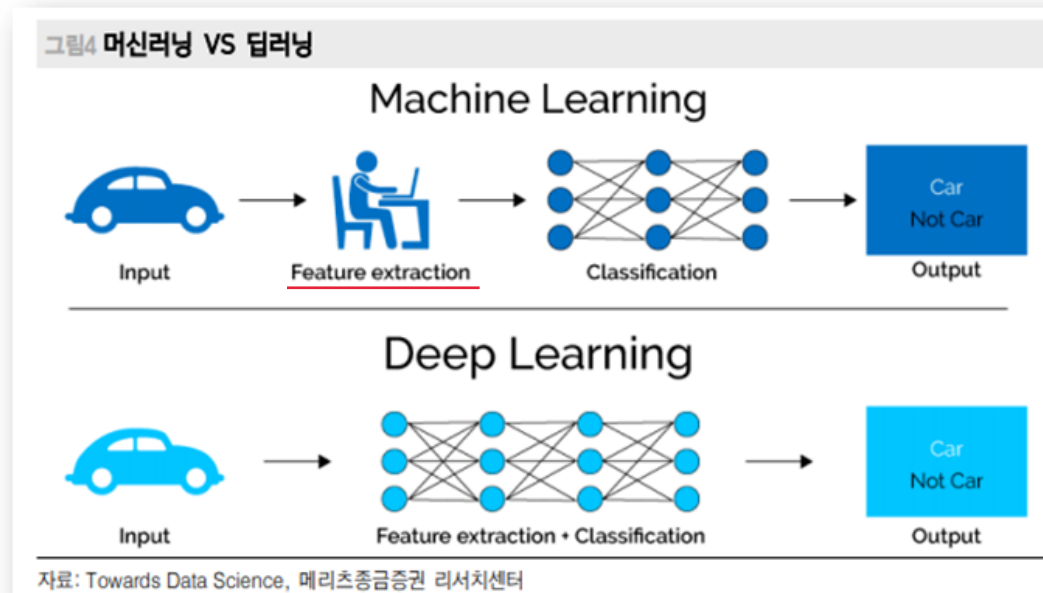 그림4 머신러닝 VS 딥러닝
Machine Learning
Car
Not Car
Input
Feature extraction
Classification
Output
Deep Learning
Car
Not Car
Input
Feature extraction + Classification
Output
자료: Towards Data Science, 메리츠종금증권 리서치센터